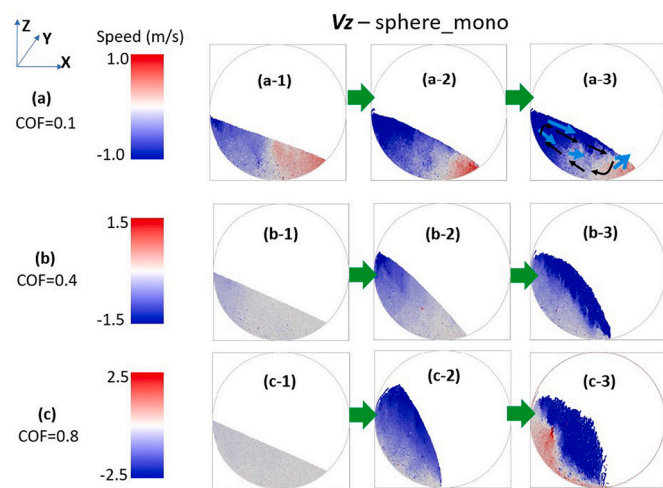 Vz – sphere_mono
Z
Y
X
Speed (m/s)
1.0
-1.0
(a)
COF=0.1
(a-1)
(a-2)
(a-3)
1.5
-1.5
(b)
COF=0.4
(b-1)
(b-2)
(b-3)
2.5
-2.5
(c)
COF=0.8
(c-1)
(c-2)
(c-3)